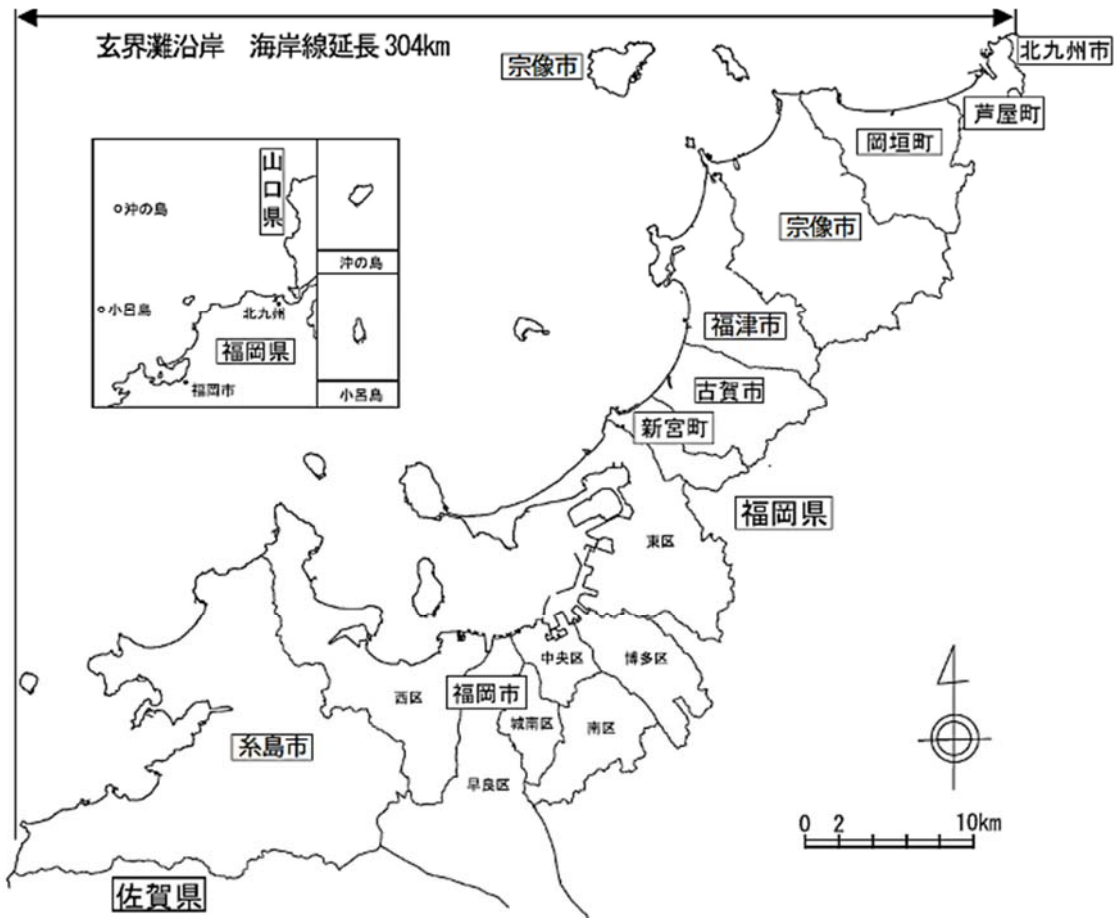 玄界灘沿岸 海岸線延長 304km
宗像市
北九州市
芦屋町
岡垣町
宗像市
山口県
沖の島
沖の島
小呂島
北九州
福岡県
福岡市
小呂島
福津市
古賀市
新宮町
福岡県
東区
中央区
博多区
西区
福岡市
城南区
南区
糸島市
早良区
佐賀県
0 2 10km